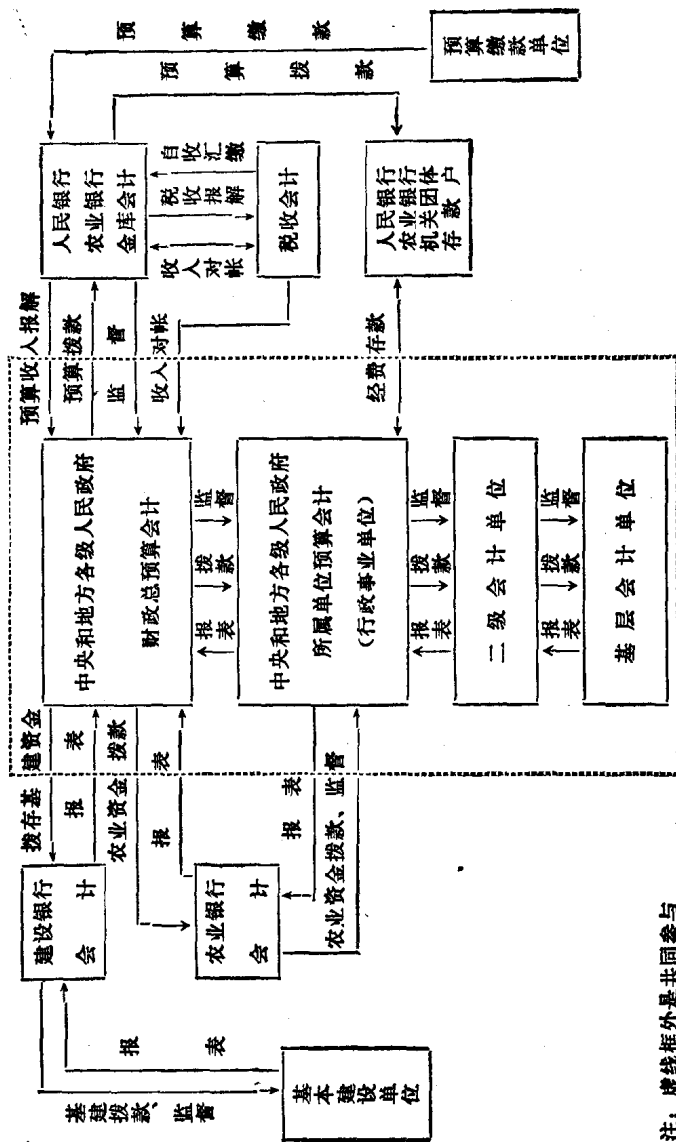 拨存基建资金
报表
农业资金拨款
报表
建设银行
会计
基建拨款、监督
报表
基本建设单位
农业银行
会计
报表
农业资金拨款、监督
中央和地方各级人民政府
财政总预算会计
报表
拨款
监督
中央和地方各级人民政府
所属单位预算会计
(行政事业单位)
报表
拨款
监督
二级会计单位
报表
拨款
监督
基层会计单位
预算收入报解
预算拨款
监督
收入对帐
经费存款
人民银行
农业银行
金库会计
收入对帐
税收报解
自收汇缴
税收会计
人民银行
农业银行
机关团体
存款户
预算缴款
预算拨款
预算缴款单位
注：虚线框外是共同参与